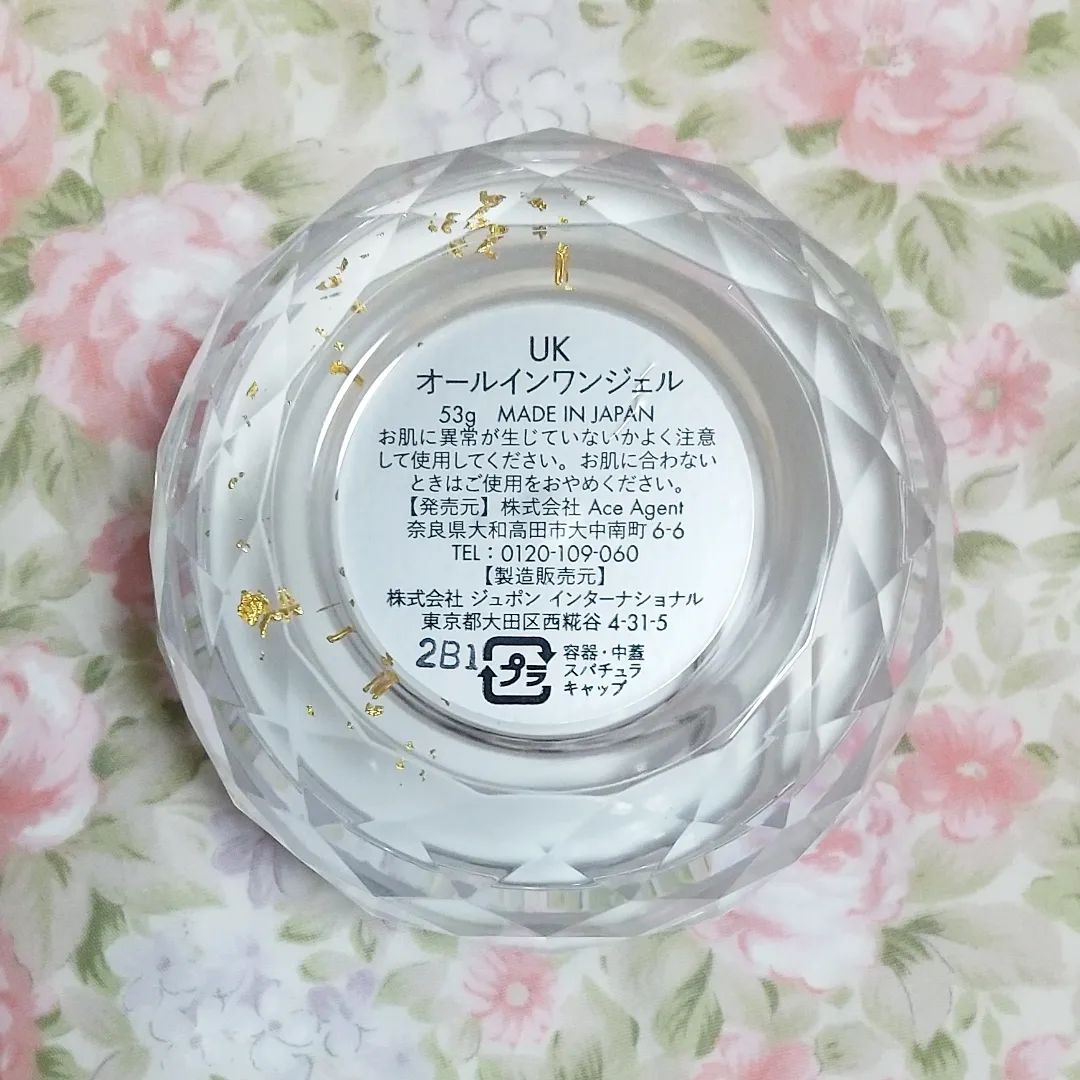 UK
オールインワンジェル
53g MADE IN JAPAN
お肌に異常が生じていないかよく注意
して使用してください。お肌に合わない
ときはご使用をおやめください。
【発売元】株式会社 Ace Agent
奈良県大和高田市大中南町 6-6
TEL：0120-109-060
【製造販売元】
株式会社 ジュポン インターナショナル
東京都大田区西糀谷 4-31-5
2B1 プラ 容器・中蓋
スパチュラ
キャップ